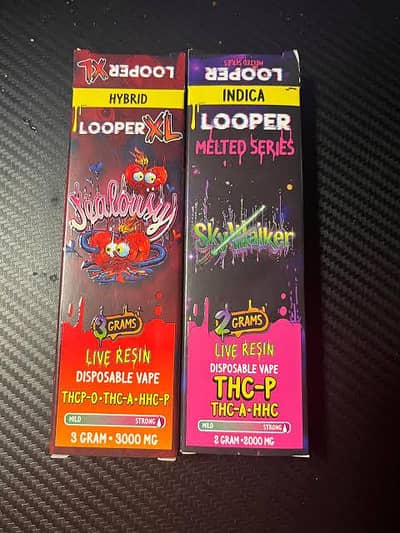 LOOPER XL
HYBRID
LOOPER XL
Jealousy
3 GRAMS
LIVE RESIN
DISPOSABLE VAPE
THCP-O•THC-A•HHC-P
MILD STRONG
3 GRAM • 3000 MG
LOOPER
MELTED SERIES
INDICA
LOOPER
MELTED SERIES
SkyWalker
2 GRAMS
LIVE RESIN
DISPOSABLE VAPE
THC-P
THC-A•HHC
MILD STRONG
2 GRAM • 2000 MG